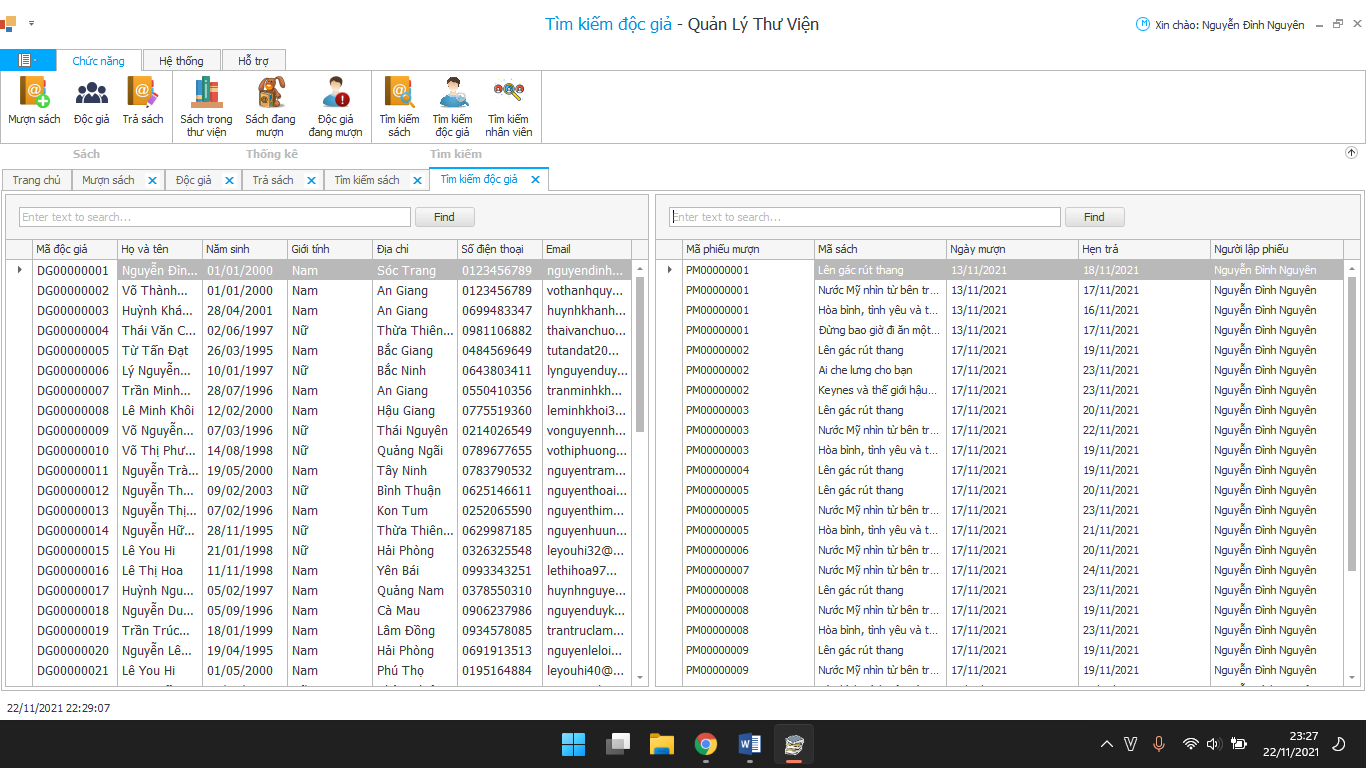 Tìm kiếm độc giả - Quản Lý Thư Viện
Xin chào: Nguyễn Đình Nguyên
Chức năng Hệ thống Hỗ trợ
Mượn sách Độc giả Trả sách Sách trong thư viện Sách đang mượn Độc giả đang mượn Tìm kiếm sách Tìm kiếm độc giả Tìm kiếm nhân viên
Sách Thống kê Tìm kiếm
Trang chủ Mượn sách Độc giả Trả sách Tìm kiếm sách Tìm kiếm độc giả
Enter text to search... Find
Mã độc giả Họ và tên Năm sinh Giới tính Địa chỉ Số điện thoại Email
DG00000001 Nguyễn Đìn... 01/01/2000 Nam Sóc Trang 0123456789 nguyendinh...
DG00000002 Võ Thành... 01/01/2000 Nam An Giang 0123456789 vothanhquy...
DG00000003 Huỳnh Khá... 28/04/2001 Nam An Giang 0699483347 huynhkhanh...
DG00000004 Thái Văn C... 02/06/1997 Nữ Thừa Thiên... 0981106882 thaivanchuo...
DG00000005 Từ Tấn Đạt 26/03/1995 Nam Bắc Giang 0484569649 tutandat20...
DG00000006 Lý Nguyễn... 10/01/1997 Nữ Bắc Ninh 0643803411 lynguyenduy...
DG00000007 Trần Minh... 28/07/1996 Nam An Giang 0550410356 tranminhkh...
DG00000008 Lê Minh Khôi 12/02/2000 Nam Hậu Giang 0775519360 leminhkhoi3...
DG00000009 Võ Nguyễn... 07/03/1996 Nữ Thái Nguyên 0214026549 vonguyennh...
DG00000010 Võ Thị Phư... 14/08/1998 Nữ Quảng Ngãi 0789677655 vothiphuong...
DG00000011 Nguyễn Trà... 19/05/2000 Nam Tây Ninh 0783790532 nguyentram...
DG00000012 Nguyễn Th... 09/02/2003 Nữ Bình Thuận 0625146611 nguyenthoai...
DG00000013 Nguyễn Thị... 07/02/1996 Nam Kon Tum 0252065590 nguyenthim...
DG00000014 Nguyễn Hữ... 28/11/1995 Nữ Thừa Thiên... 0629987185 nguyenhuun...
DG00000015 Lê You Hi 21/01/1998 Nữ Hải Phòng 0326325548 leyouhi32@...
DG00000016 Lê Thị Hoa 11/11/1998 Nam Yên Bái 0993343251 lethihoa97...
DG00000017 Huỳnh Ngu... 05/02/1997 Nam Quảng Nam 0378550310 huynhnguye...
DG00000018 Nguyễn Du... 05/09/1996 Nam Cà Mau 0906237986 nguyenduyk...
DG00000019 Trần Trúc... 18/01/1999 Nam Lâm Đồng 0934578085 trantruclam...
DG00000020 Nguyễn Lê... 19/04/1995 Nam Hải Phòng 0691913513 nguyenleloi...
DG00000021 Lê You Hi 01/05/2000 Nam Phú Thọ 0195164884 leyouhi40@...
Enter text to search... Find
Mã phiếu mượn Mã sách Ngày mượn Hẹn trả Người lập phiếu
PM00000001 Lên gác rút thang 13/11/2021 18/11/2021 Nguyễn Đình Nguyên
PM00000001 Nước Mỹ nhìn từ bên tr... 13/11/2021 17/11/2021 Nguyễn Đình Nguyên
PM00000001 Hòa bình, tình yêu và t... 13/11/2021 16/11/2021 Nguyễn Đình Nguyên
PM00000001 Đừng bao giờ đi ăn một... 13/11/2021 17/11/2021 Nguyễn Đình Nguyên
PM00000002 Lên gác rút thang 17/11/2021 19/11/2021 Nguyễn Đình Nguyên
PM00000002 Ai che lưng cho bạn 17/11/2021 23/11/2021 Nguyễn Đình Nguyên
PM00000002 Keynes và thế giới hậu... 17/11/2021 23/11/2021 Nguyễn Đình Nguyên
PM00000003 Lên gác rút thang 17/11/2021 20/11/2021 Nguyễn Đình Nguyên
PM00000003 Nước Mỹ nhìn từ bên tr... 17/11/2021 22/11/2021 Nguyễn Đình Nguyên
PM00000003 Hòa bình, tình yêu và t... 17/11/2021 19/11/2021 Nguyễn Đình Nguyên
PM00000004 Lên gác rút thang 17/11/2021 19/11/2021 Nguyễn Đình Nguyên
PM00000005 Lên gác rút thang 17/11/2021 20/11/2021 Nguyễn Đình Nguyên
PM00000005 Nước Mỹ nhìn từ bên tr... 17/11/2021 23/11/2021 Nguyễn Đình Nguyên
PM00000005 Hòa bình, tình yêu và t... 17/11/2021 21/11/2021 Nguyễn Đình Nguyên
PM00000006 Nước Mỹ nhìn từ bên tr... 17/11/2021 20/11/2021 Nguyễn Đình Nguyên
PM00000007 Nước Mỹ nhìn từ bên tr... 17/11/2021 24/11/2021 Nguyễn Đình Nguyên
PM00000008 Lên gác rút thang 17/11/2021 23/11/2021 Nguyễn Đình Nguyên
PM00000008 Nước Mỹ nhìn từ bên tr... 17/11/2021 19/11/2021 Nguyễn Đình Nguyên
PM00000008 Hòa bình, tình yêu và t... 17/11/2021 23/11/2021 Nguyễn Đình Nguyên
PM00000009 Lên gác rút thang 17/11/2021 19/11/2021 Nguyễn Đình Nguyên
PM00000009 Nước Mỹ nhìn từ bên tr... 17/11/2021 19/11/2021 Nguyễn Đình Nguyên
22/11/2021 22:29:07
23:27
22/11/2021